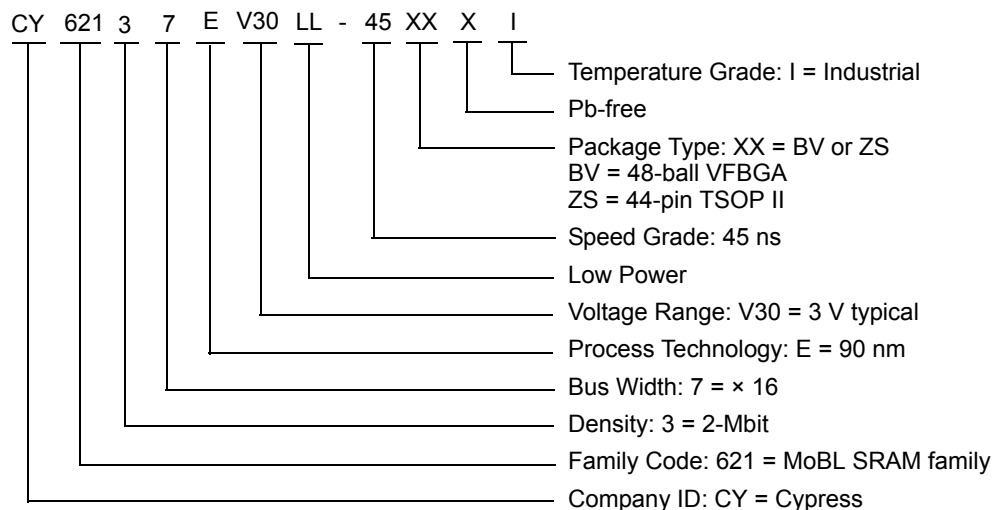 CY 621 3 7 E V30 LL - 45 XX X I
Temperature Grade: I = Industrial
Pb-free
Package Type: XX = BV or ZS
BV = 48-ball VFBGA
ZS = 44-pin TSOP II
Speed Grade: 45 ns
Low Power
Voltage Range: V30 = 3 V typical
Process Technology: E = 90 nm
Bus Width: 7 = × 16
Density: 3 = 2-Mbit
Family Code: 621 = MoBL SRAM family
Company ID: CY = Cypress